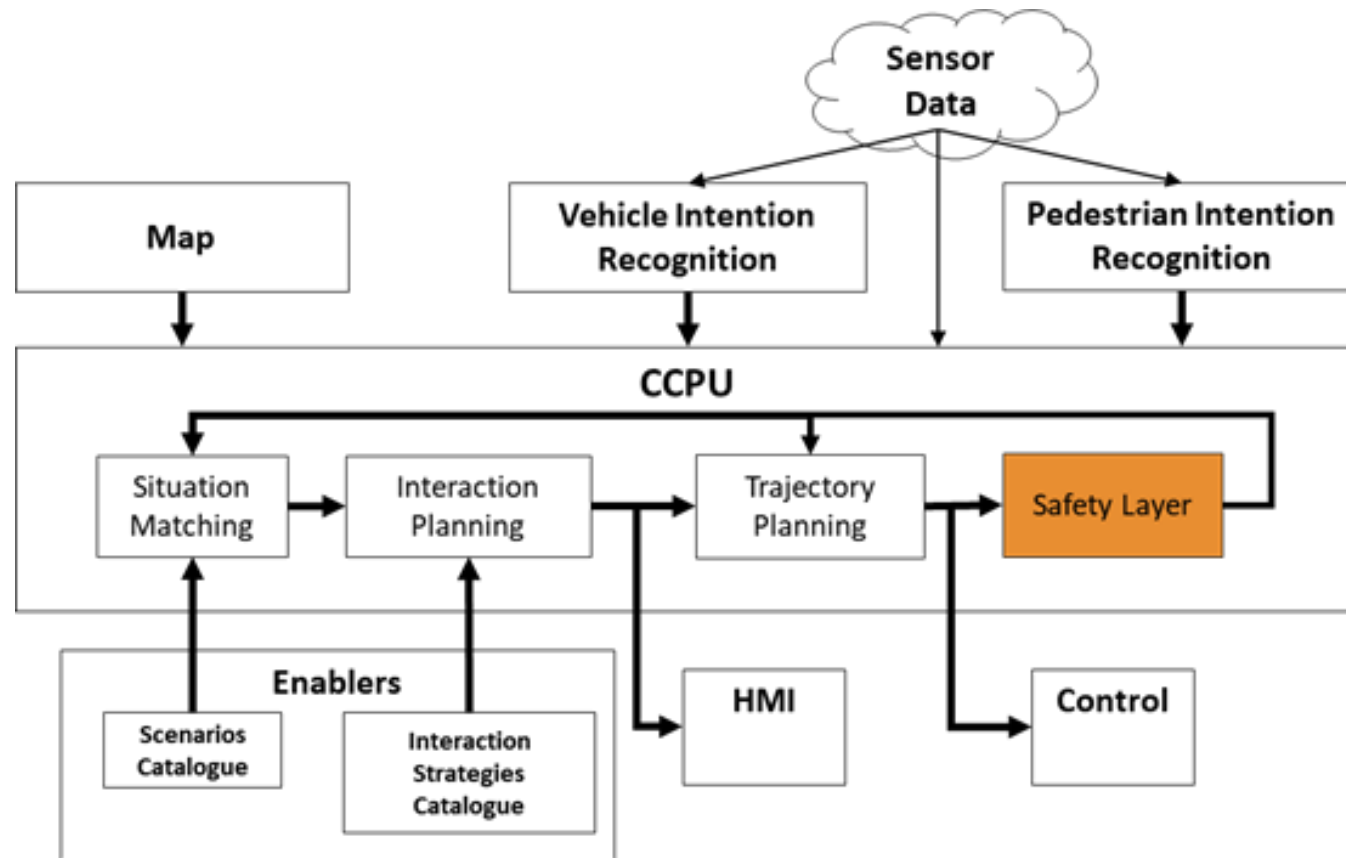 Sensor
Data
Map
Vehicle Intention
Recognition
Pedestrian Intention
Recognition
CCPU
Situation
Matching
Interaction
Planning
Trajectory
Planning
Safety Layer
Enablers
Scenarios
Catalogue
Interaction
Strategies
Catalogue
HMI
Control